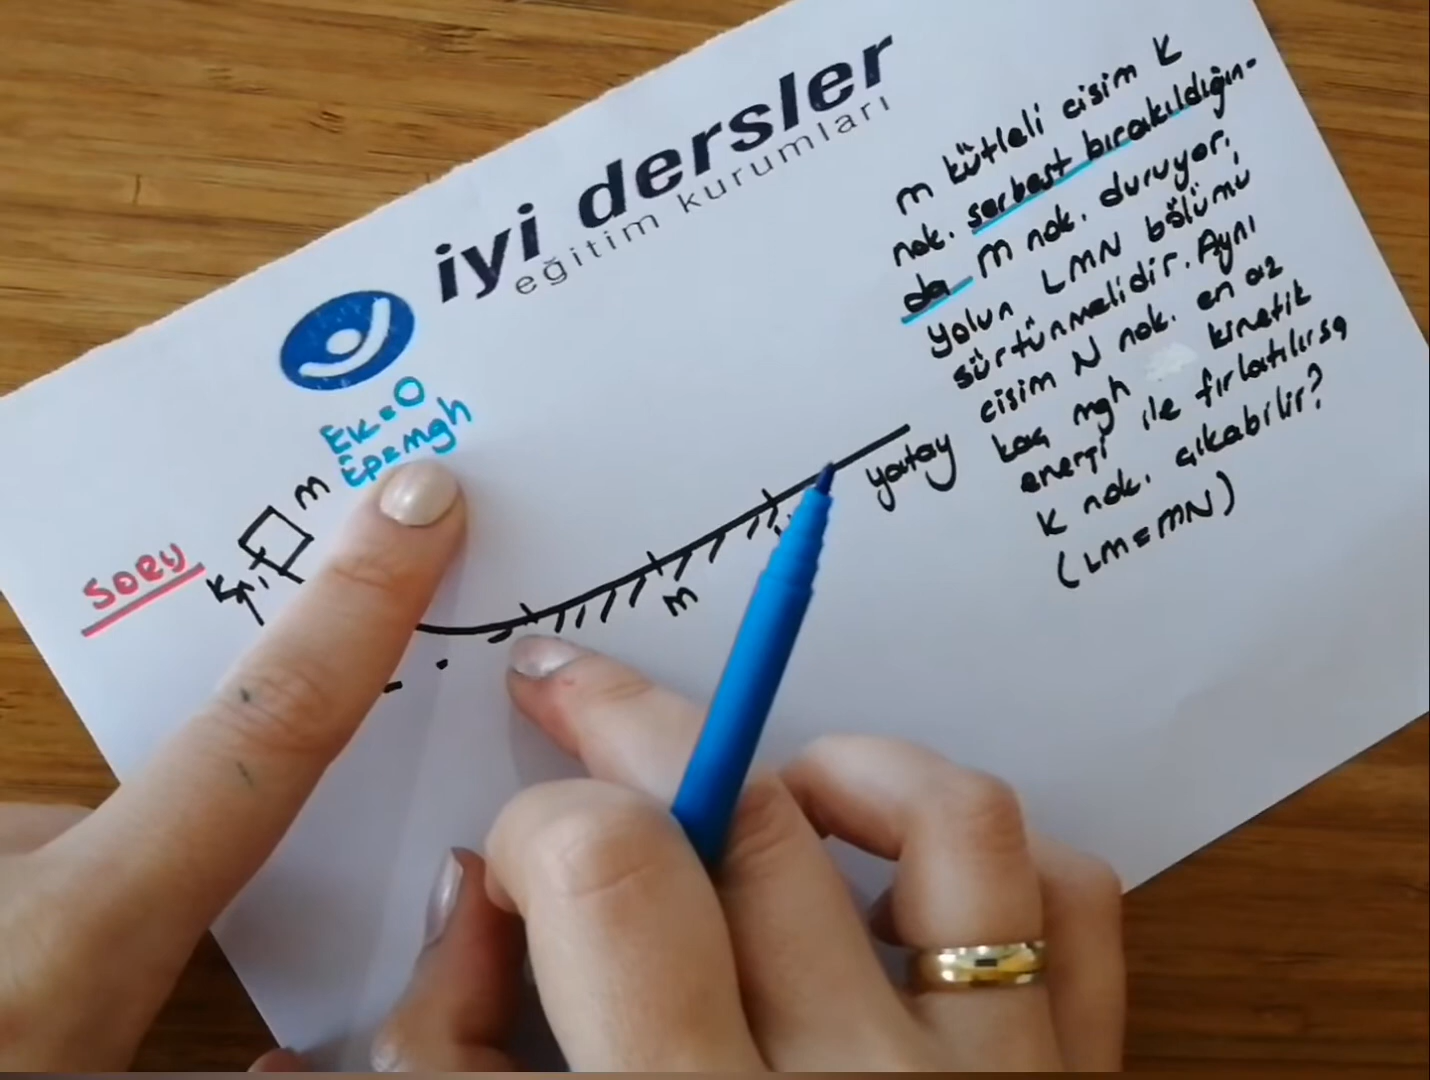 iyi dersler
eğitim kurumları
m kütleli cisim K
nok. serbest bırakıldığın-
da M nok. duruyor.
yolun LMN bölümü
sürtünmelidir. Aynı
cisim N nok. en az
kaç mgh kinetik
enerji ile fırlatılırsa
K nok. çıkabilir?
(LM=MN)
Ek=0
Ep=mgh
m
SORU
K
M
yatay